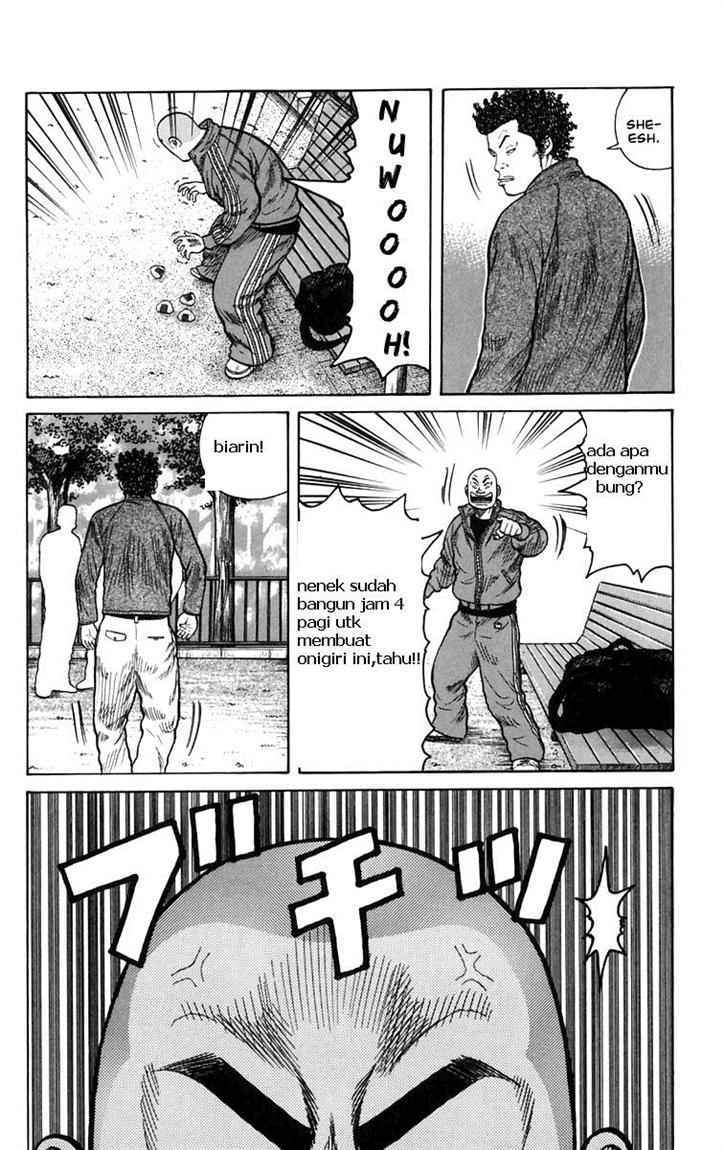 NUWOOOOH!
SHE-
ESH.
biarin!
ada apa
denganmu
bung?
nenek sudah
bangun jam 4
pagi utk
membuat
onigiri ini,tahu!!
ブチッ!!